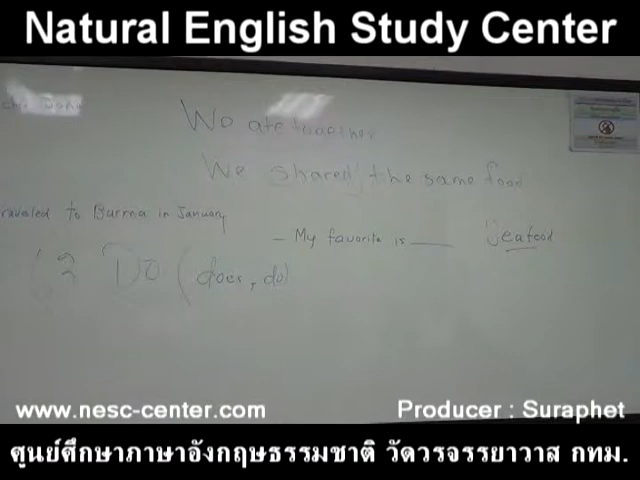 Natural English Study Center
We ate together
We shared the same food
raveled to Burma in January
- My favorite is ____ Seafood
Do (does, do)
www.nesc-center.com
Producer : Suraphet
ศูนย์ศึกษาภาษาอังกฤษธรรมชาติ วัดวรจรรยาวาส กทม.